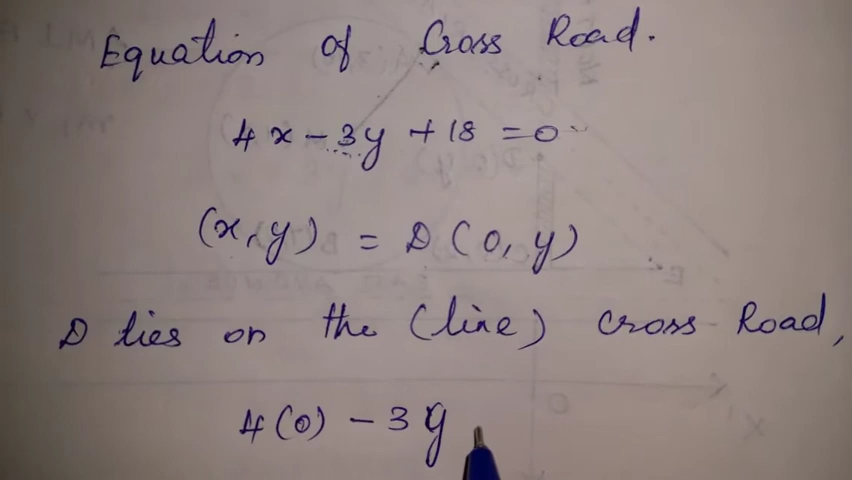 Equation of Cross Road.
4x - 3y + 18 = 0
(x, y) = D (0, y)
D lies on the (line) cross Road,
4(0) - 3y